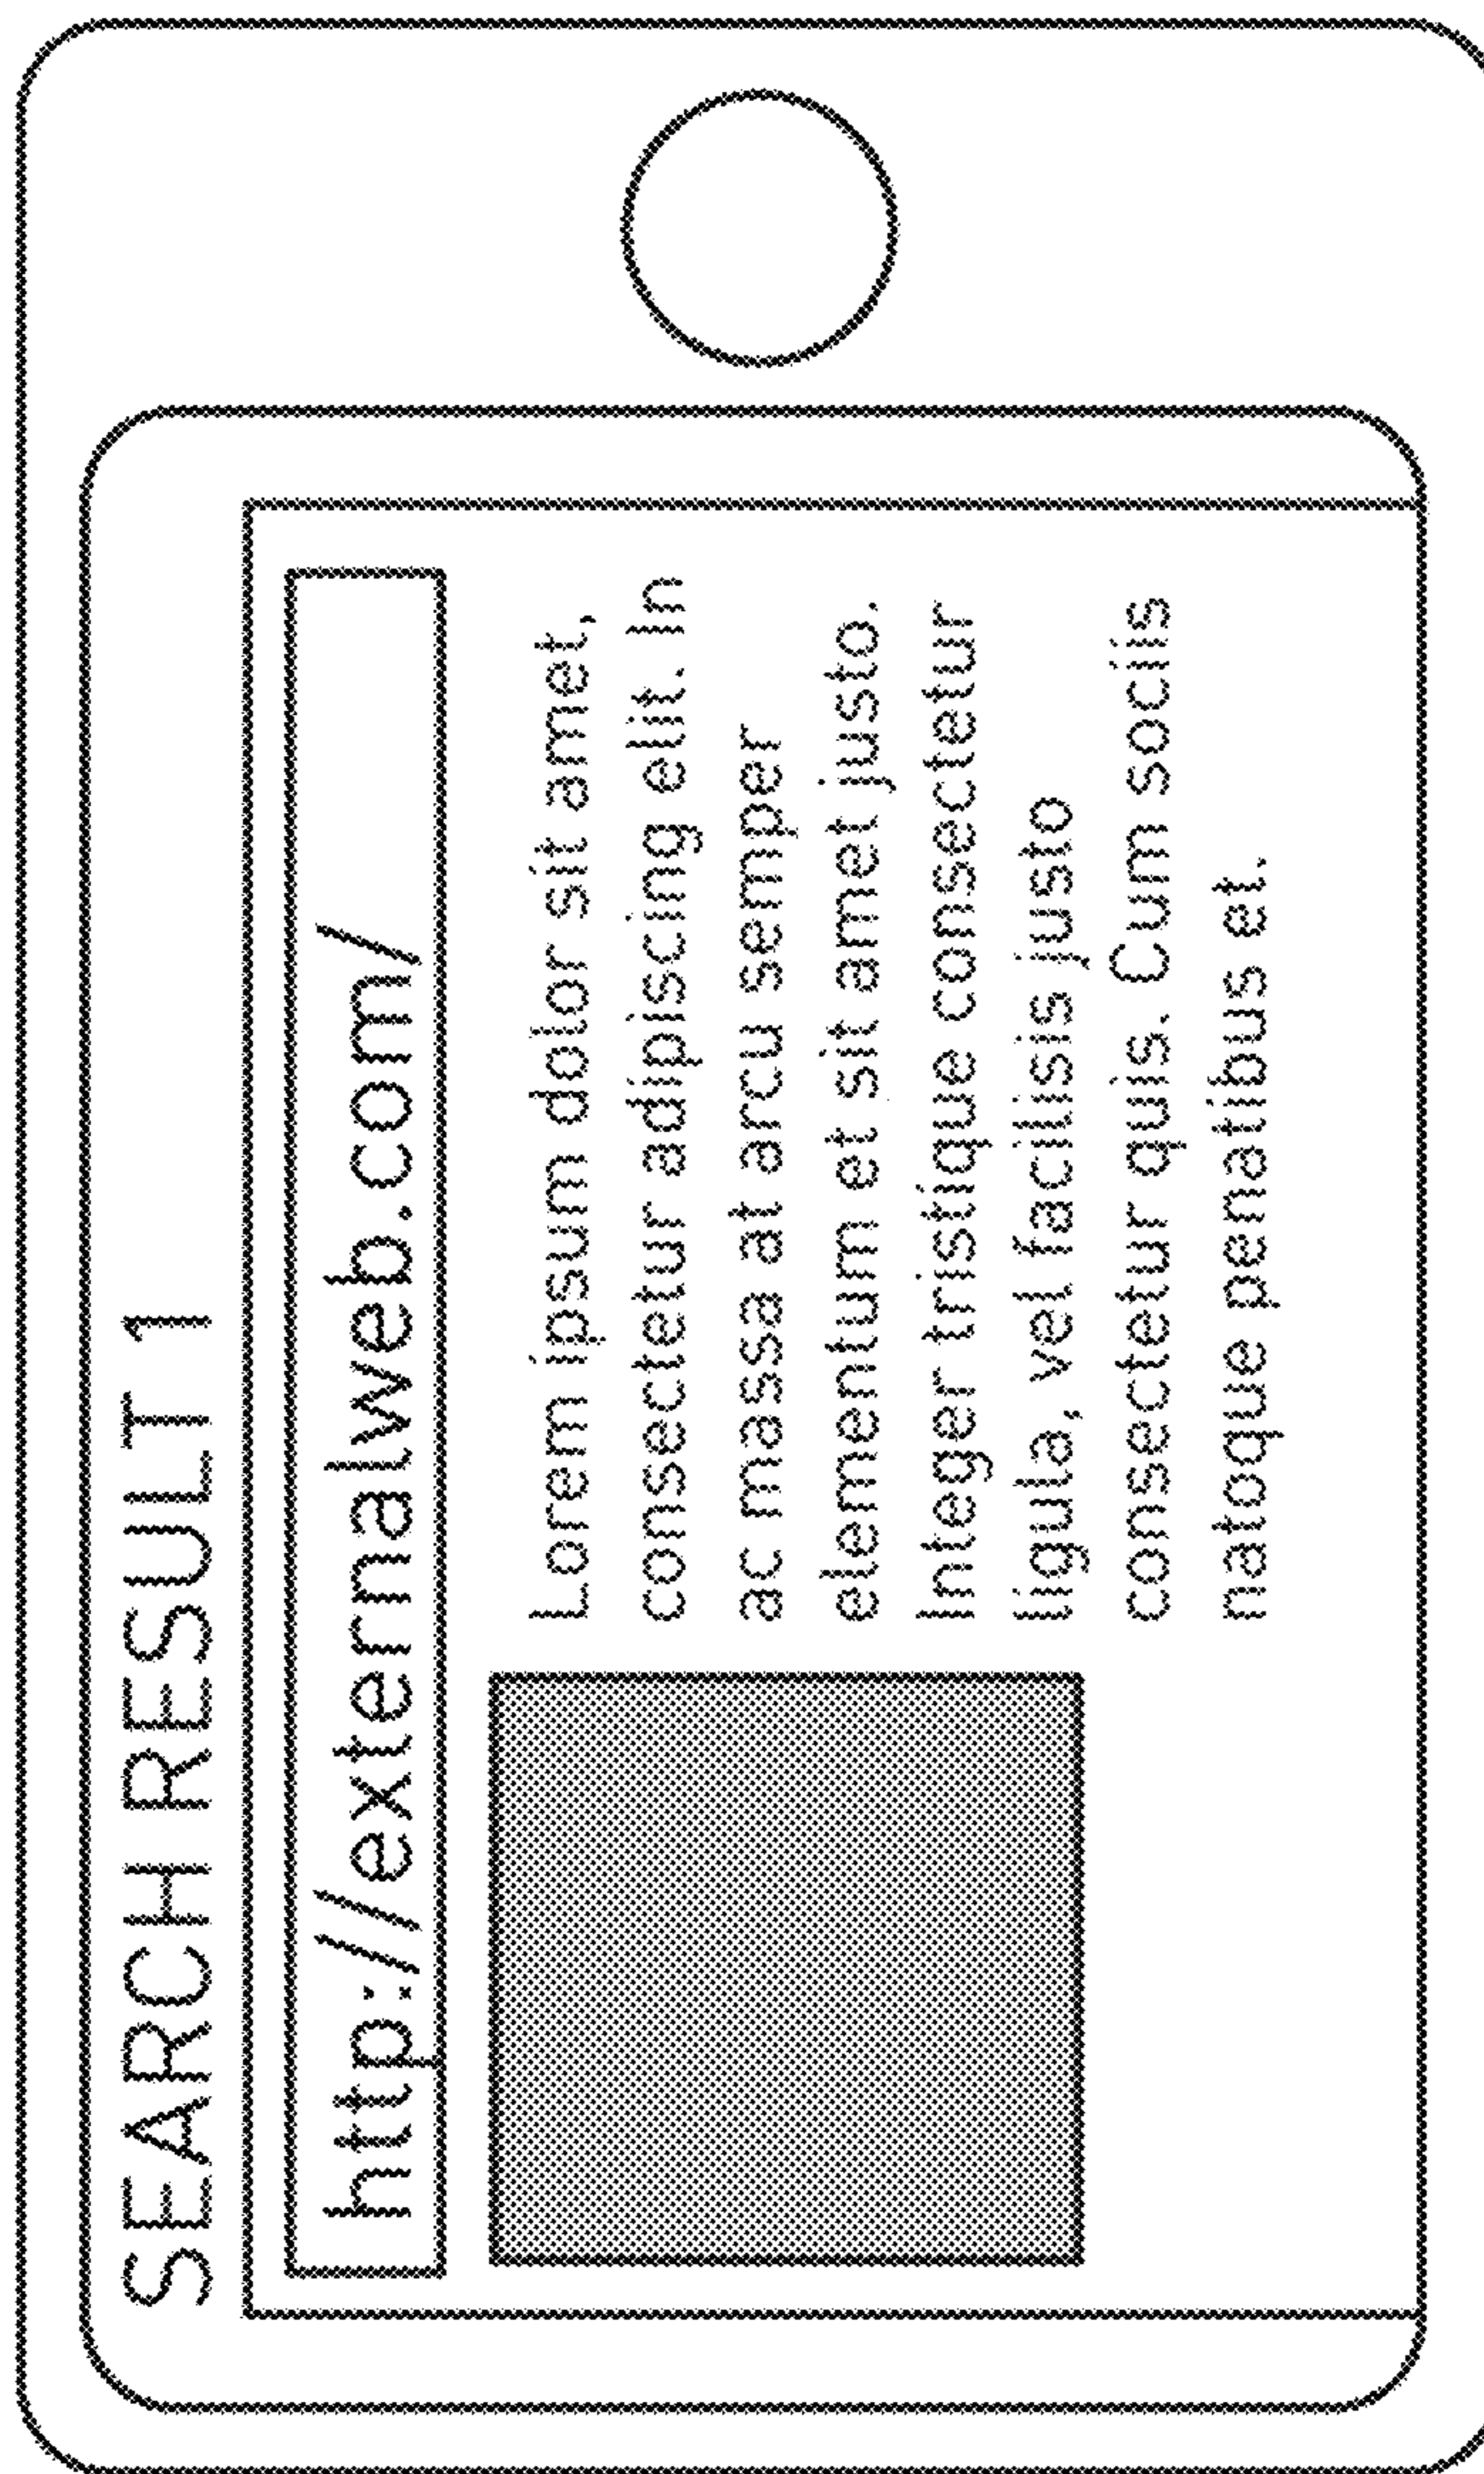 SEARCH RESULT 1
http://externalweb.com/
Lorem ipsum dolor sit amet,
consectetur adipiscing elit. In
ac massa at arcu semper
elementum et sit amet justo.
Integer tristique consectetur
ligula, vel facilisis justo
consectetur quis. Cum sociis
natoque penatibus et.